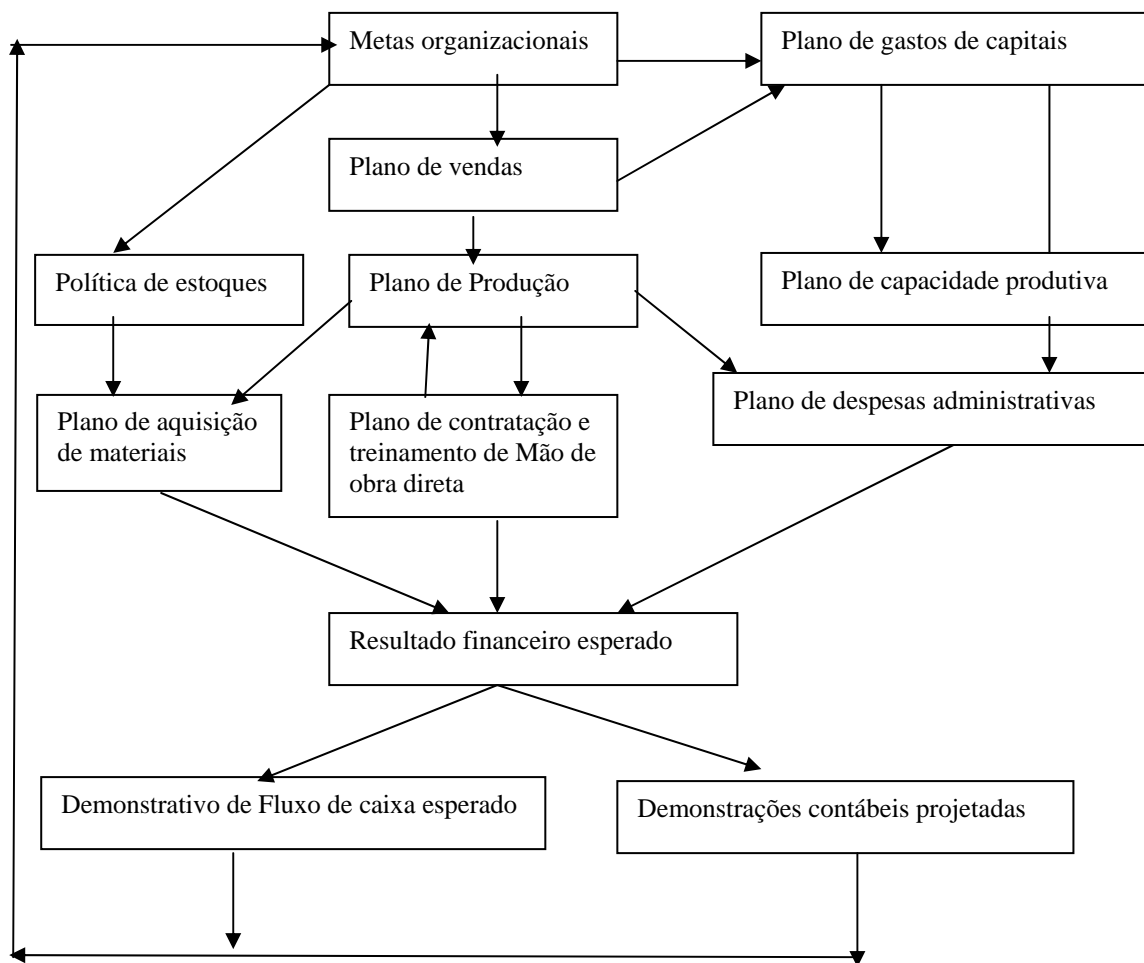 Metas organizacionais
Plano de gastos de capitais
Plano de vendas
Política de estoques
Plano de Produção
Plano de capacidade produtiva
Plano de aquisição
de materiais
Plano de contratação e
treinamento de Mão de
obra direta
Plano de despesas administrativas
Resultado financeiro esperado
Demonstrativo de Fluxo de caixa esperado
Demonstrações contábeis projetadas